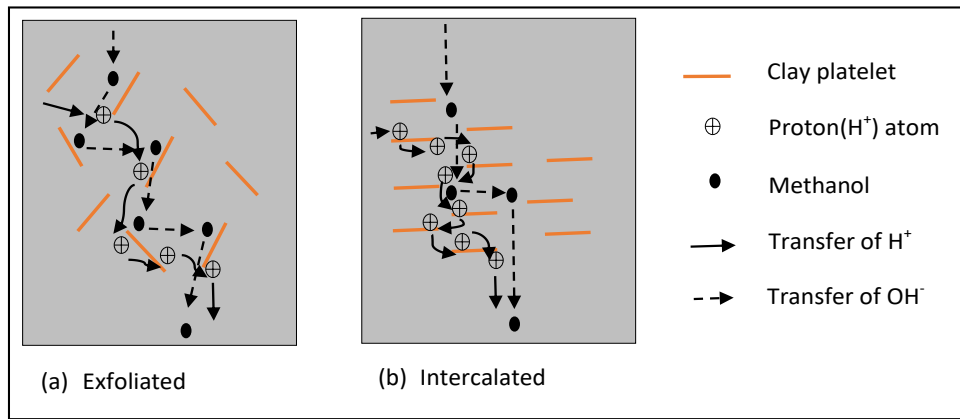 Clay platelet
Proton(H⁺) atom
Methanol
Transfer of H⁺
Transfer of OH⁻
(a) Exfoliated
(b) Intercalated